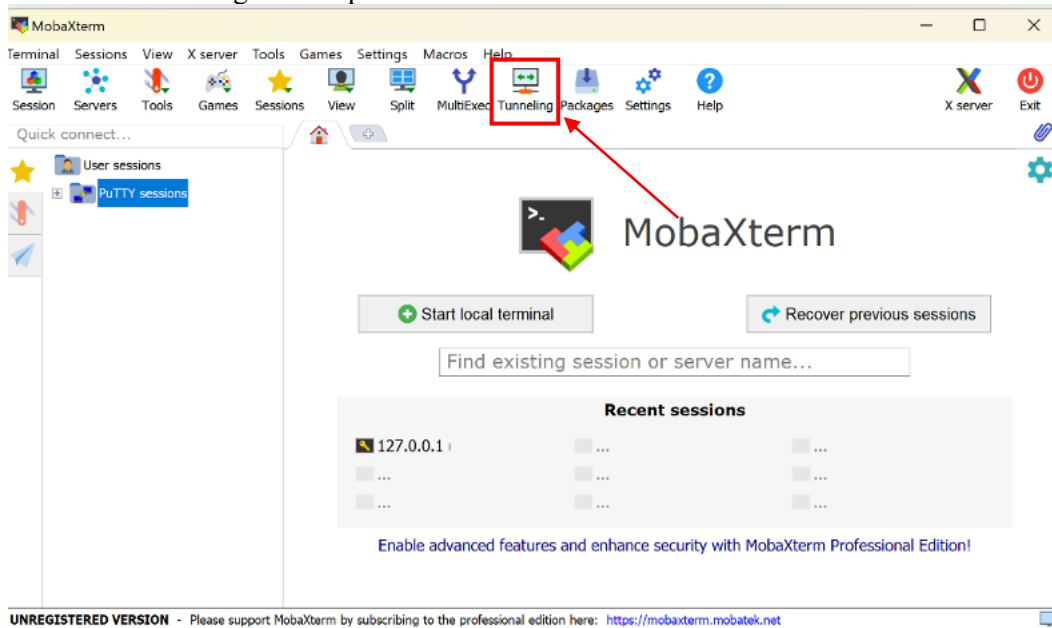 MobaXterm
Terminal Sessions View X server Tools Games Settings Macros Help
Session Servers Tools Games Sessions View Split MultiExec Tunneling Packages Settings Help X server Exit
Quick connect...
User sessions
PuTTY sessions
>.
MobaXterm
Start local terminal Recover previous sessions
Find existing session or server name...
Recent sessions
127.0.0.1 ... ...
... ... ...
... ... ...
Enable advanced features and enhance security with MobaXterm Professional Edition!
UNREGISTERED VERSION - Please support MobaXterm by subscribing to the professional edition here: https://mobaxterm.mobatek.net